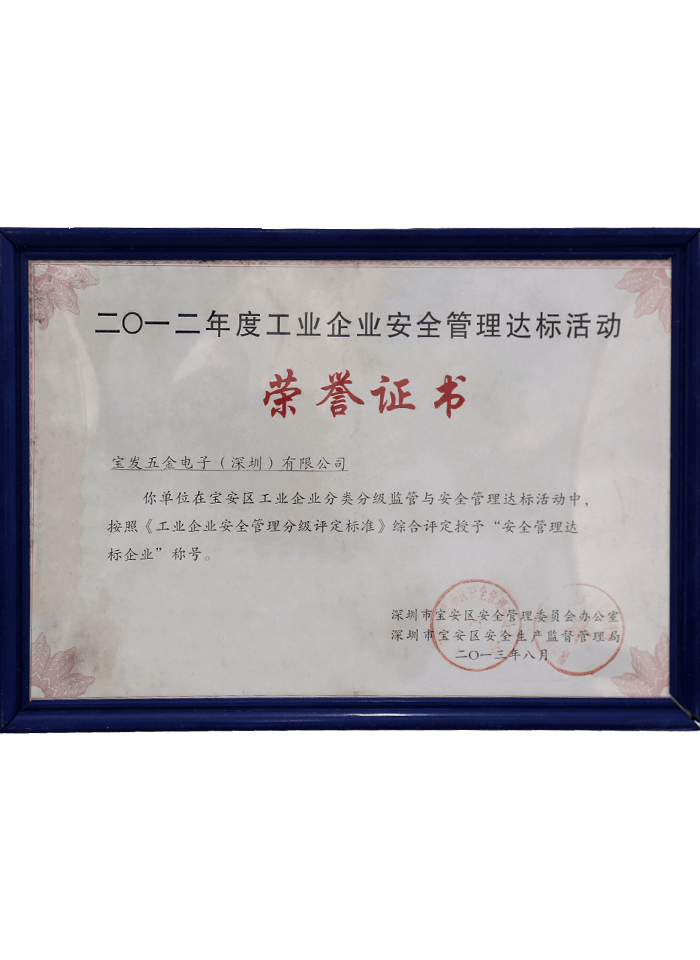 二〇一二年度工业企业安全管理达标活动
荣誉证书
宝发五金电子（深圳）有限公司
你单位在宝安区工业企业分类分级监管与安全管理达标活动中，
按照《工业企业安全管理分级评定标准》综合评定授予“安全管理达
标企业”称号。
深圳市宝安区安全管理委员会办公室
深圳市宝安区安全生产监督管理局
二〇一三年八月